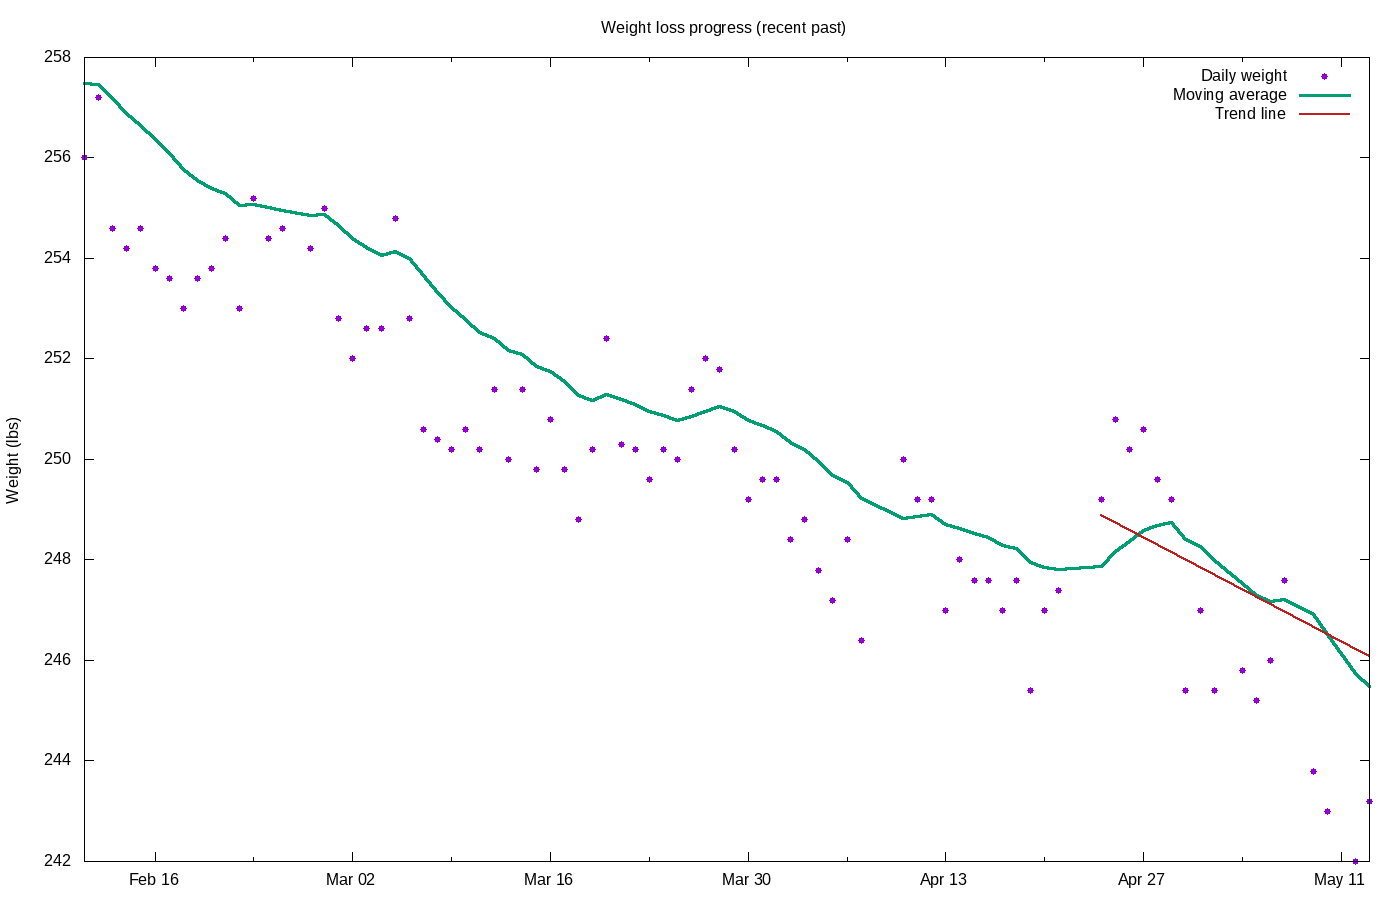 Weight loss progress (recent past)
Daily weight
Moving average
Trend line
Weight (lbs)
258
256
254
252
250
248
246
244
242
Feb 16
Mar 02
Mar 16
Mar 30
Apr 13
Apr 27
May 11